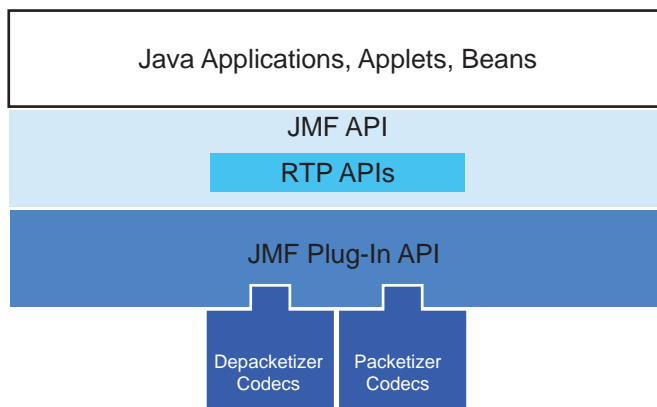 Java Applications, Applets, Beans
JMF API
RTP APIs
JMF Plug-In API
Depacketizer
Codecs
Packetizer
Codecs